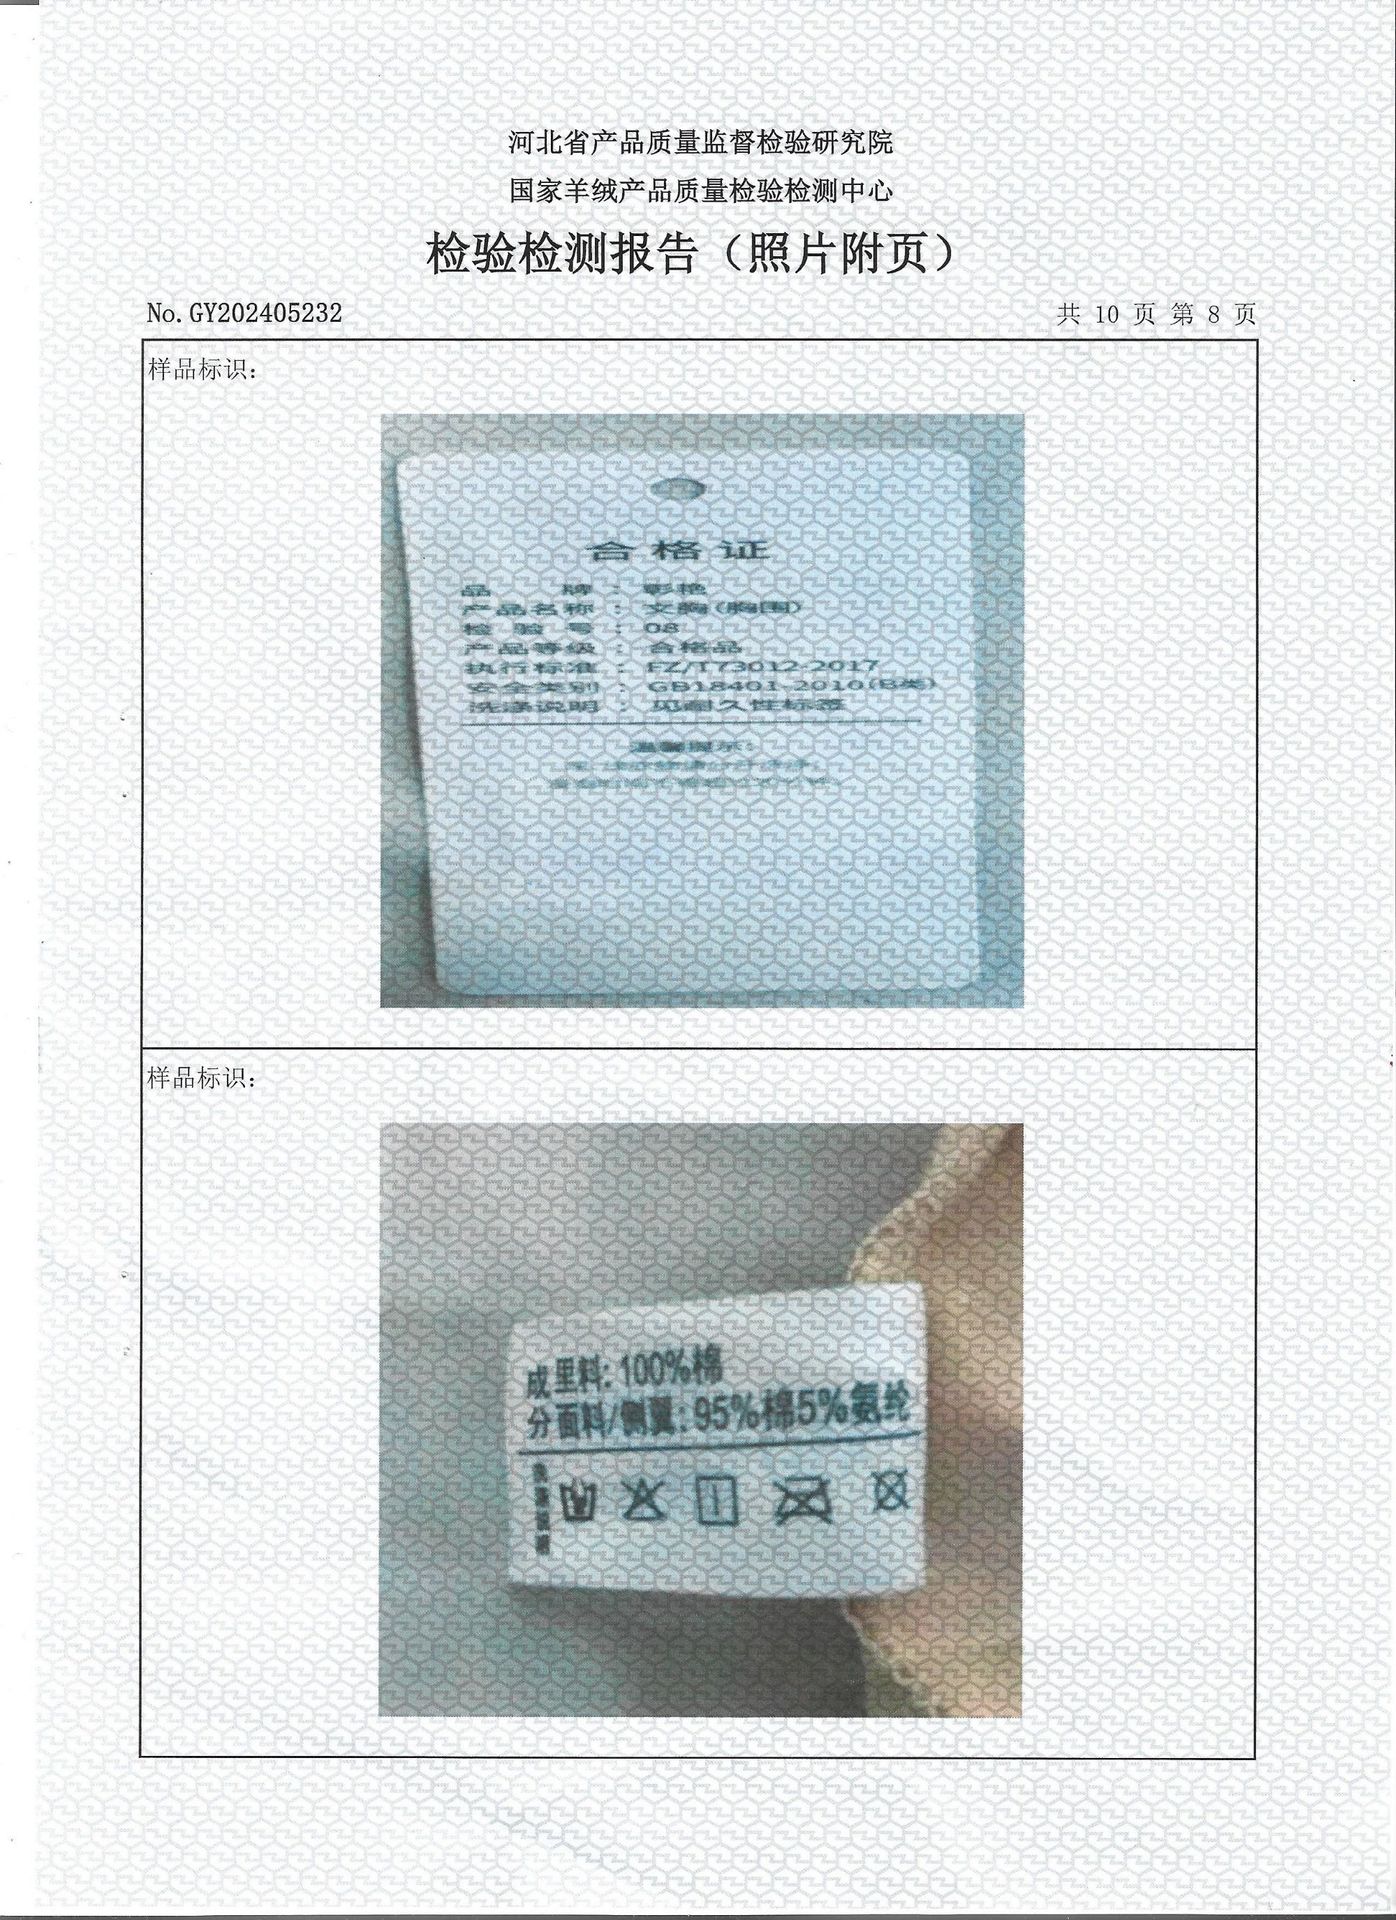 河北省产品质量监督检验研究院
国家羊绒产品质量检验检测中心
检验检测报告（照片附页）
No.GY202405232
共 10 页 第 8 页
样品标识：
合格证
品牌：彰艳
产品名称：文胸(胸围)
检验号：08
产品等级：合格品
执行标准：FZ/T73012-2017
安全类别：GB18401-2010(B类)
洗涤说明：见耐久性标签
温馨提示：
样品标识：
成里料：100%棉
分面料/侧翼：95%棉5%氨纶